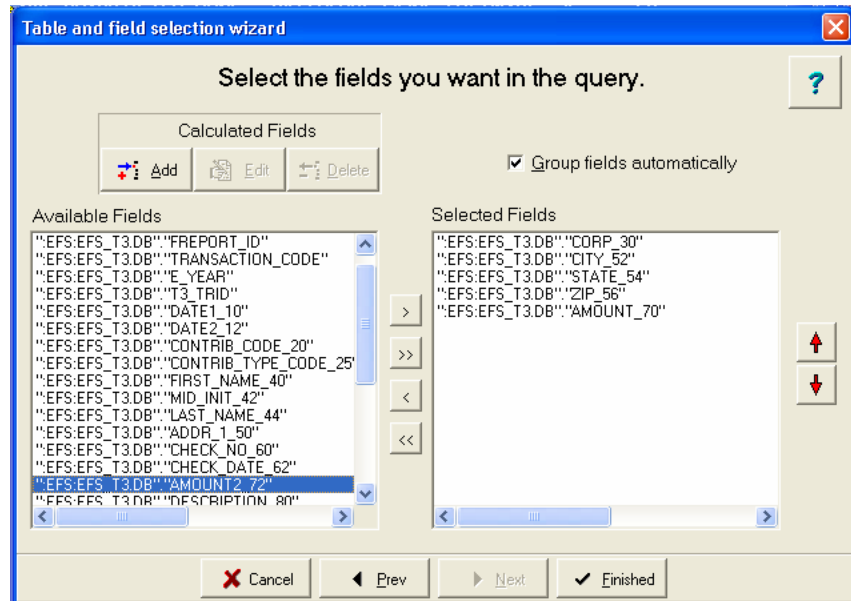 Table and field selection wizard
Select the fields you want in the query.
?
Calculated Fields
Add
Edit
Delete
Group fields automatically
Available Fields
":EFS:EFS_T3.DB"."FREPORT_ID"
":EFS:EFS_T3.DB"."TRANSACTION_CODE"
":EFS:EFS_T3.DB"."E_YEAR"
":EFS:EFS_T3.DB"."T3_TRID"
":EFS:EFS_T3.DB"."DATE1_10"
":EFS:EFS_T3.DB"."DATE2_12"
":EFS:EFS_T3.DB"."CONTRIB_CODE_20"
":EFS:EFS_T3.DB"."CONTRIB_TYPE_CODE_25"
":EFS:EFS_T3.DB"."FIRST_NAME_40"
":EFS:EFS_T3.DB"."MID_INIT_42"
":EFS:EFS_T3.DB"."LAST_NAME_44"
":EFS:EFS_T3.DB"."ADDR_1_50"
":EFS:EFS_T3.DB"."CHECK_NO_60"
":EFS:EFS_T3.DB"."CHECK_DATE_62"
":EFS:EFS_T3.DB"."AMOUNT2_72"
":EFS:EFS_T3.DB"."DESCRIPTION_80"
>
>>
<
<<
Selected Fields
":EFS:EFS_T3.DB"."CORP_30"
":EFS:EFS_T3.DB"."CITY_52"
":EFS:EFS_T3.DB"."STATE_54"
":EFS:EFS_T3.DB"."ZIP_56"
":EFS:EFS_T3.DB"."AMOUNT_70"
Cancel
Prev
Next
Finished